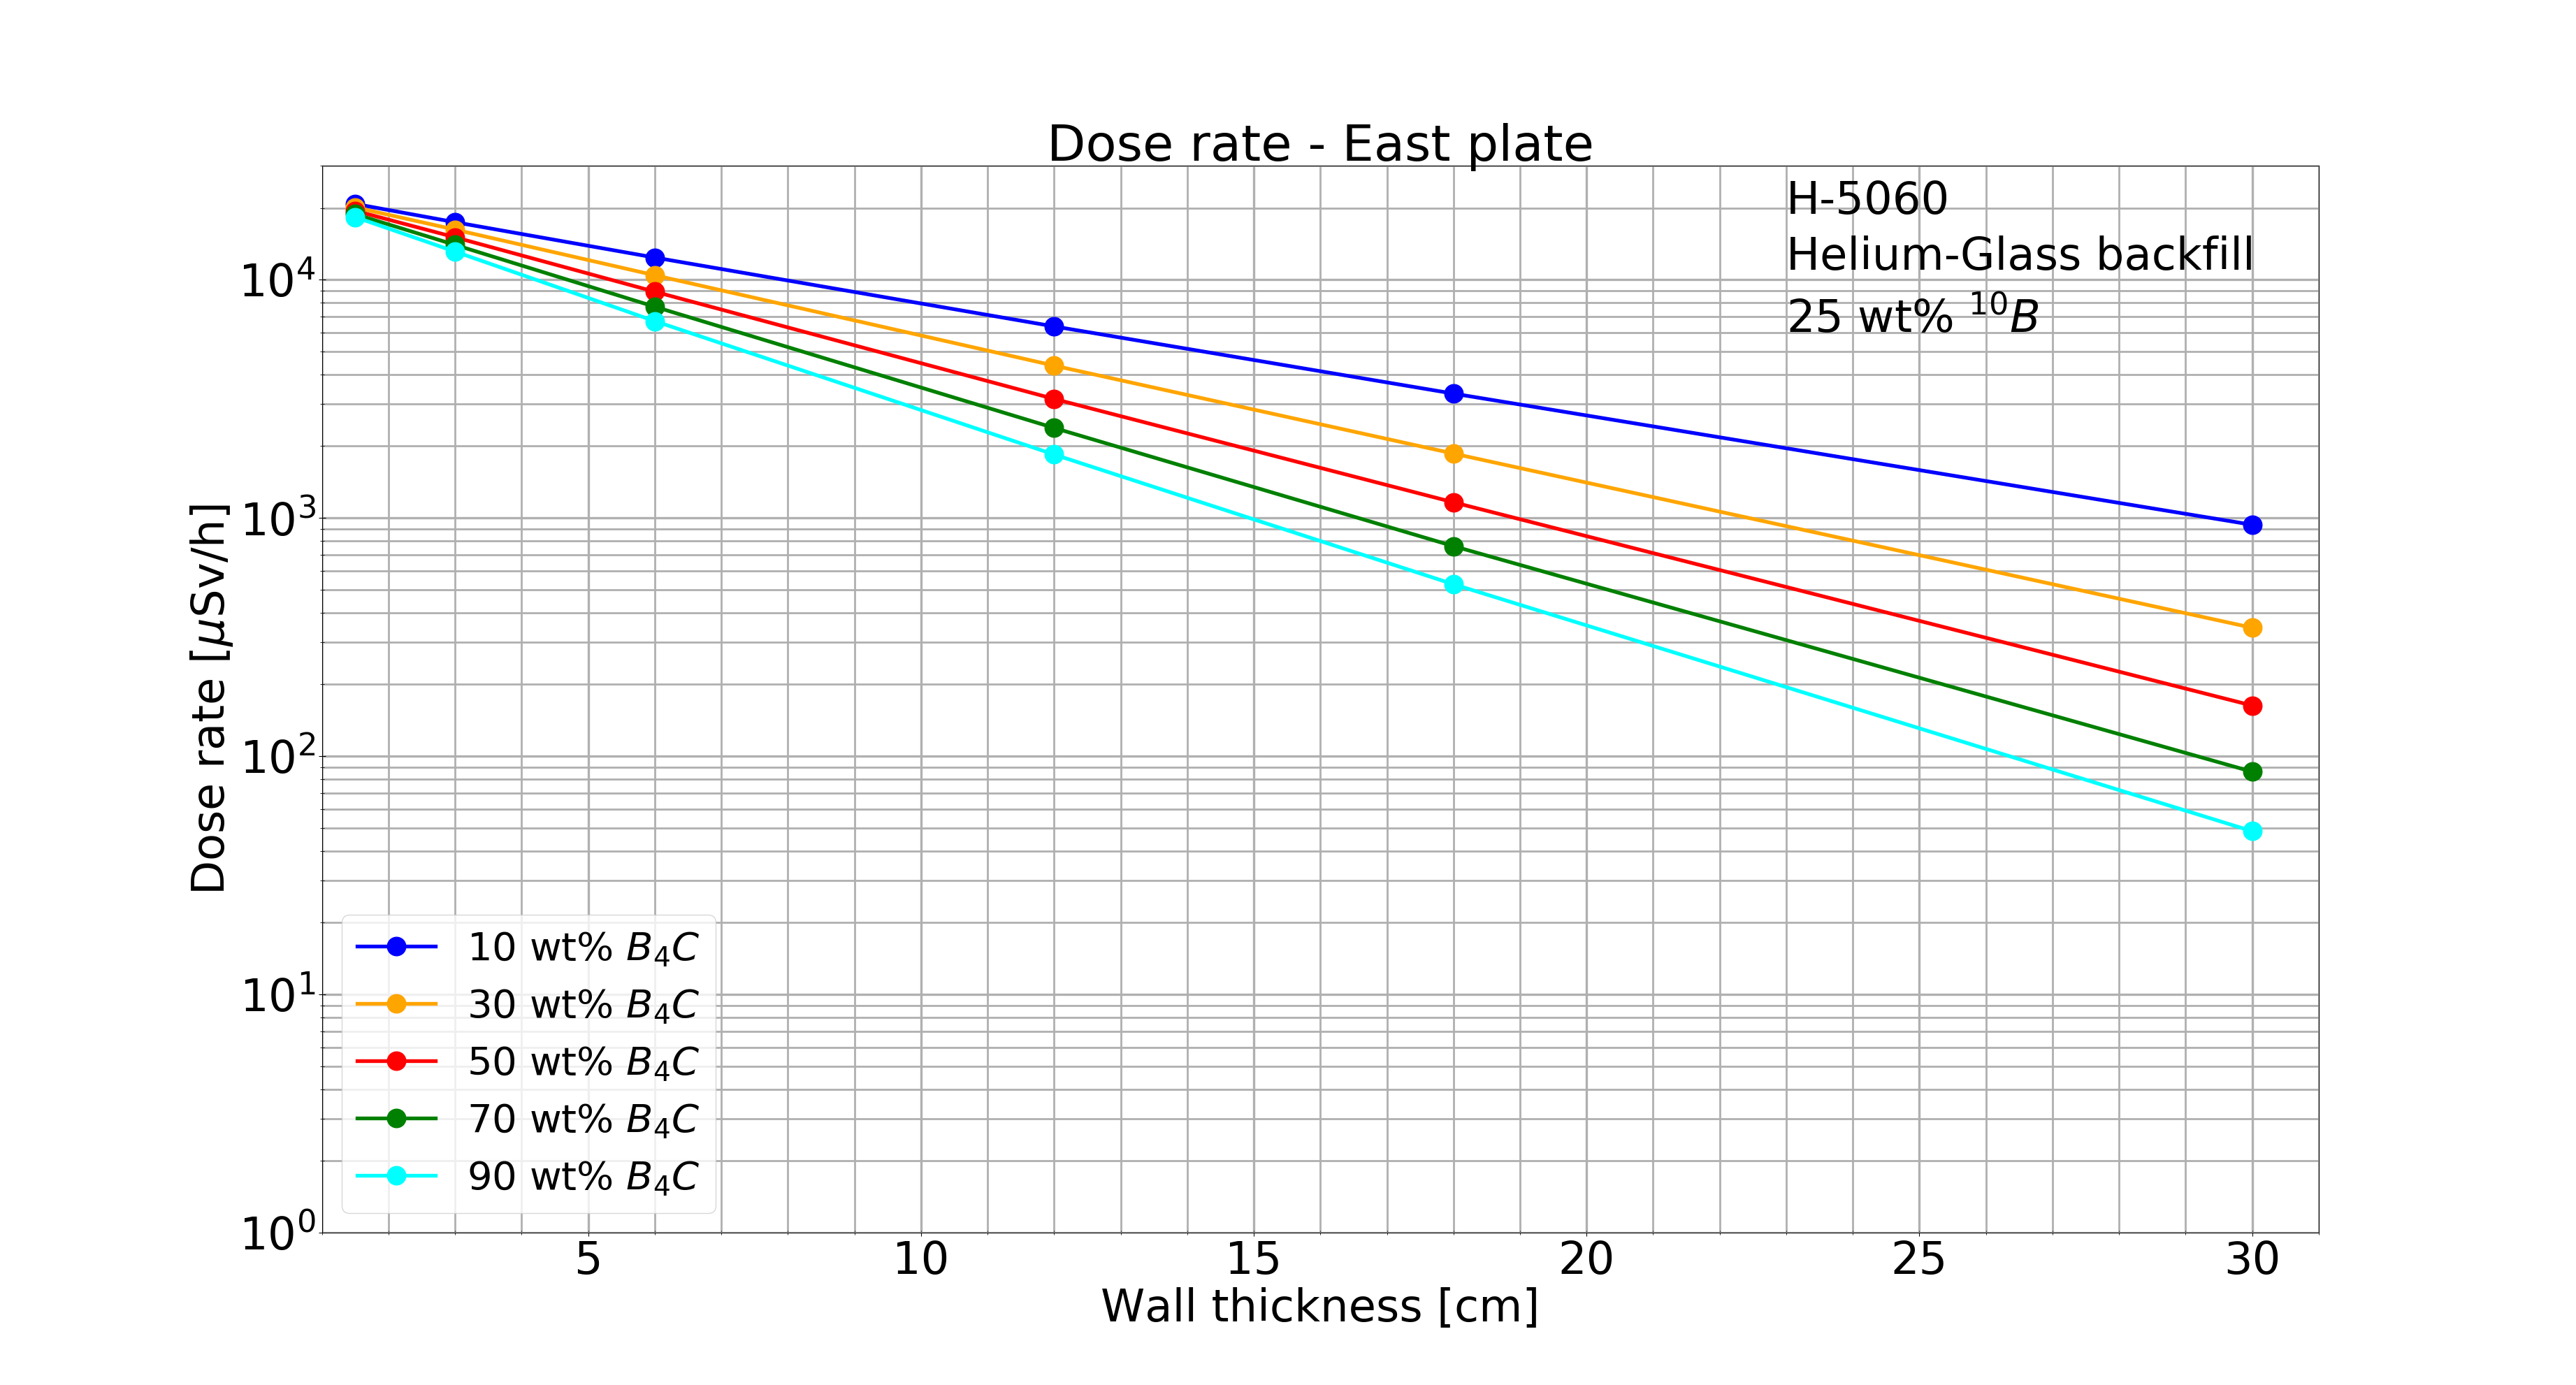 Dose rate - East plate
H-5060
Helium-Glass backfill
25 wt% ¹⁰B
Dose rate [μSv/h]
10⁴
10³
10²
10¹
10⁰
10 wt% B₄C
30 wt% B₄C
50 wt% B₄C
70 wt% B₄C
90 wt% B₄C
5 10 15 20 25 30
Wall thickness [cm]